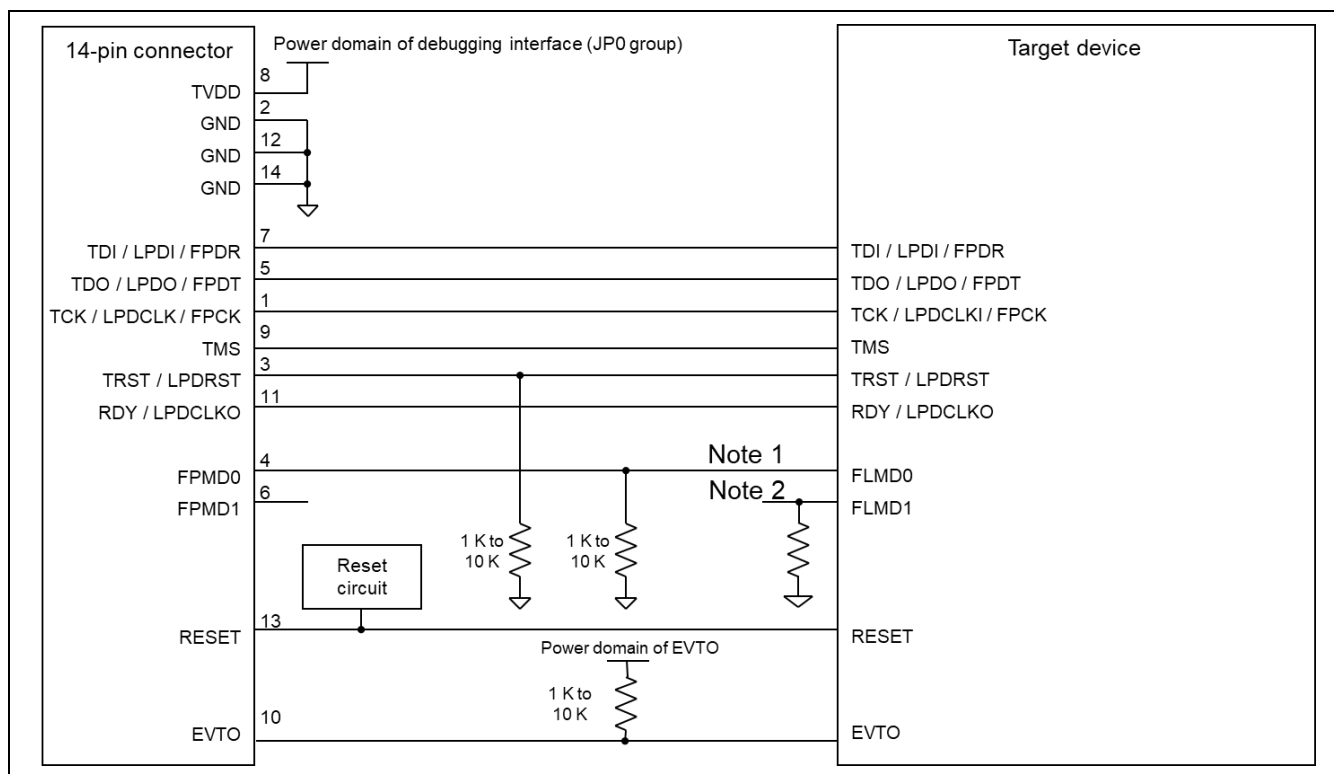 14-pin connector
Power domain of debugging interface (JP0 group)
Target device
8
TVDD
2
GND
12
GND
14
GND
7
TDI / LPDI / FPDR
TDI / LPDI / FPDR
5
TDO / LPDO / FPDT
TDO / LPDO / FPDT
1
TCK / LPDCLK / FPCK
TCK / LPDCLKI / FPCK
9
TMS
TMS
3
TRST / LPDRST
TRST / LPDRST
11
RDY / LPDCLKO
RDY / LPDCLKO
Note 1
4
FPMD0
FLMD0
Note 2
6
FPMD1
FLMD1
1 K to
10 K
1 K to
10 K
Reset
circuit
13
RESET
RESET
Power domain of EVTO
1 K to
10 K
10
EVTO
EVTO